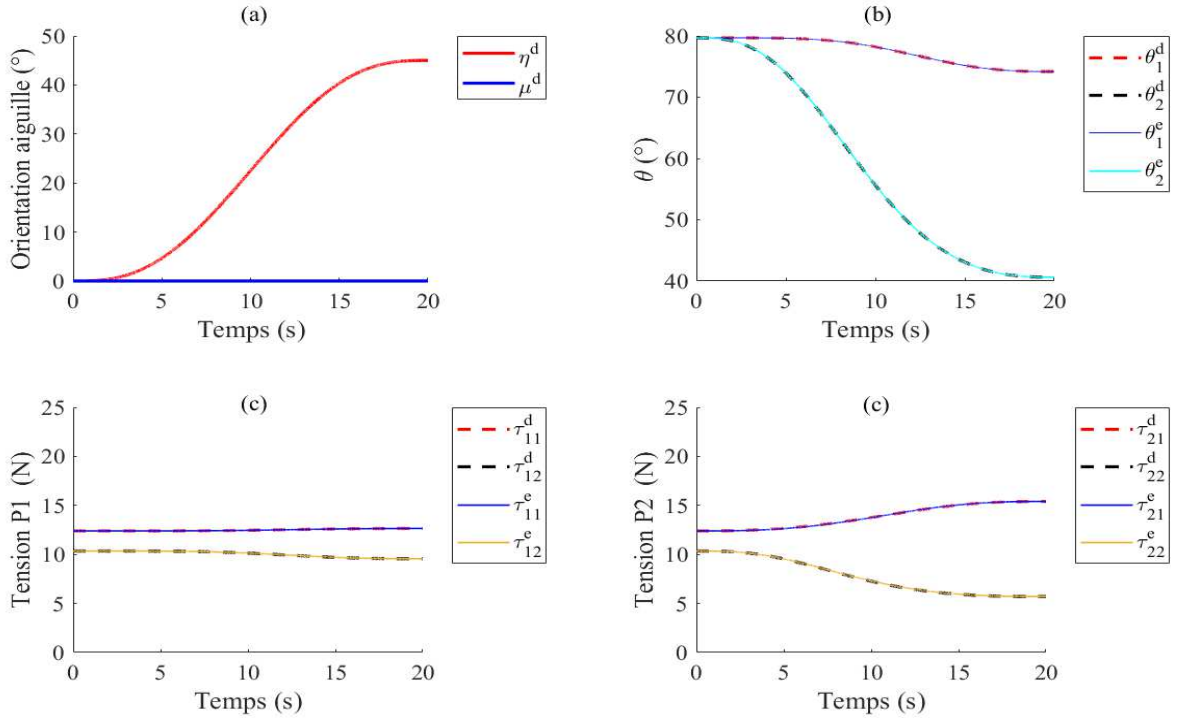 (a)
50
40
30
20
10
0
Orientation aiguille (°)
0 5 10 15 20
Temps (s)
η^d
μ^d
(b)
80
70
60
50
40
θ (°)
0 5 10 15 20
Temps (s)
θ_1^d
θ_2^d
θ_1^e
θ_2^e
(c)
25
20
15
10
5
0
Tension P1 (N)
0 5 10 15 20
Temps (s)
τ_11^d
τ_12^d
τ_11^e
τ_12^e
(c)
25
20
15
10
5
0
Tension P2 (N)
0 5 10 15 20
Temps (s)
τ_21^d
τ_22^d
τ_21^e
τ_22^e